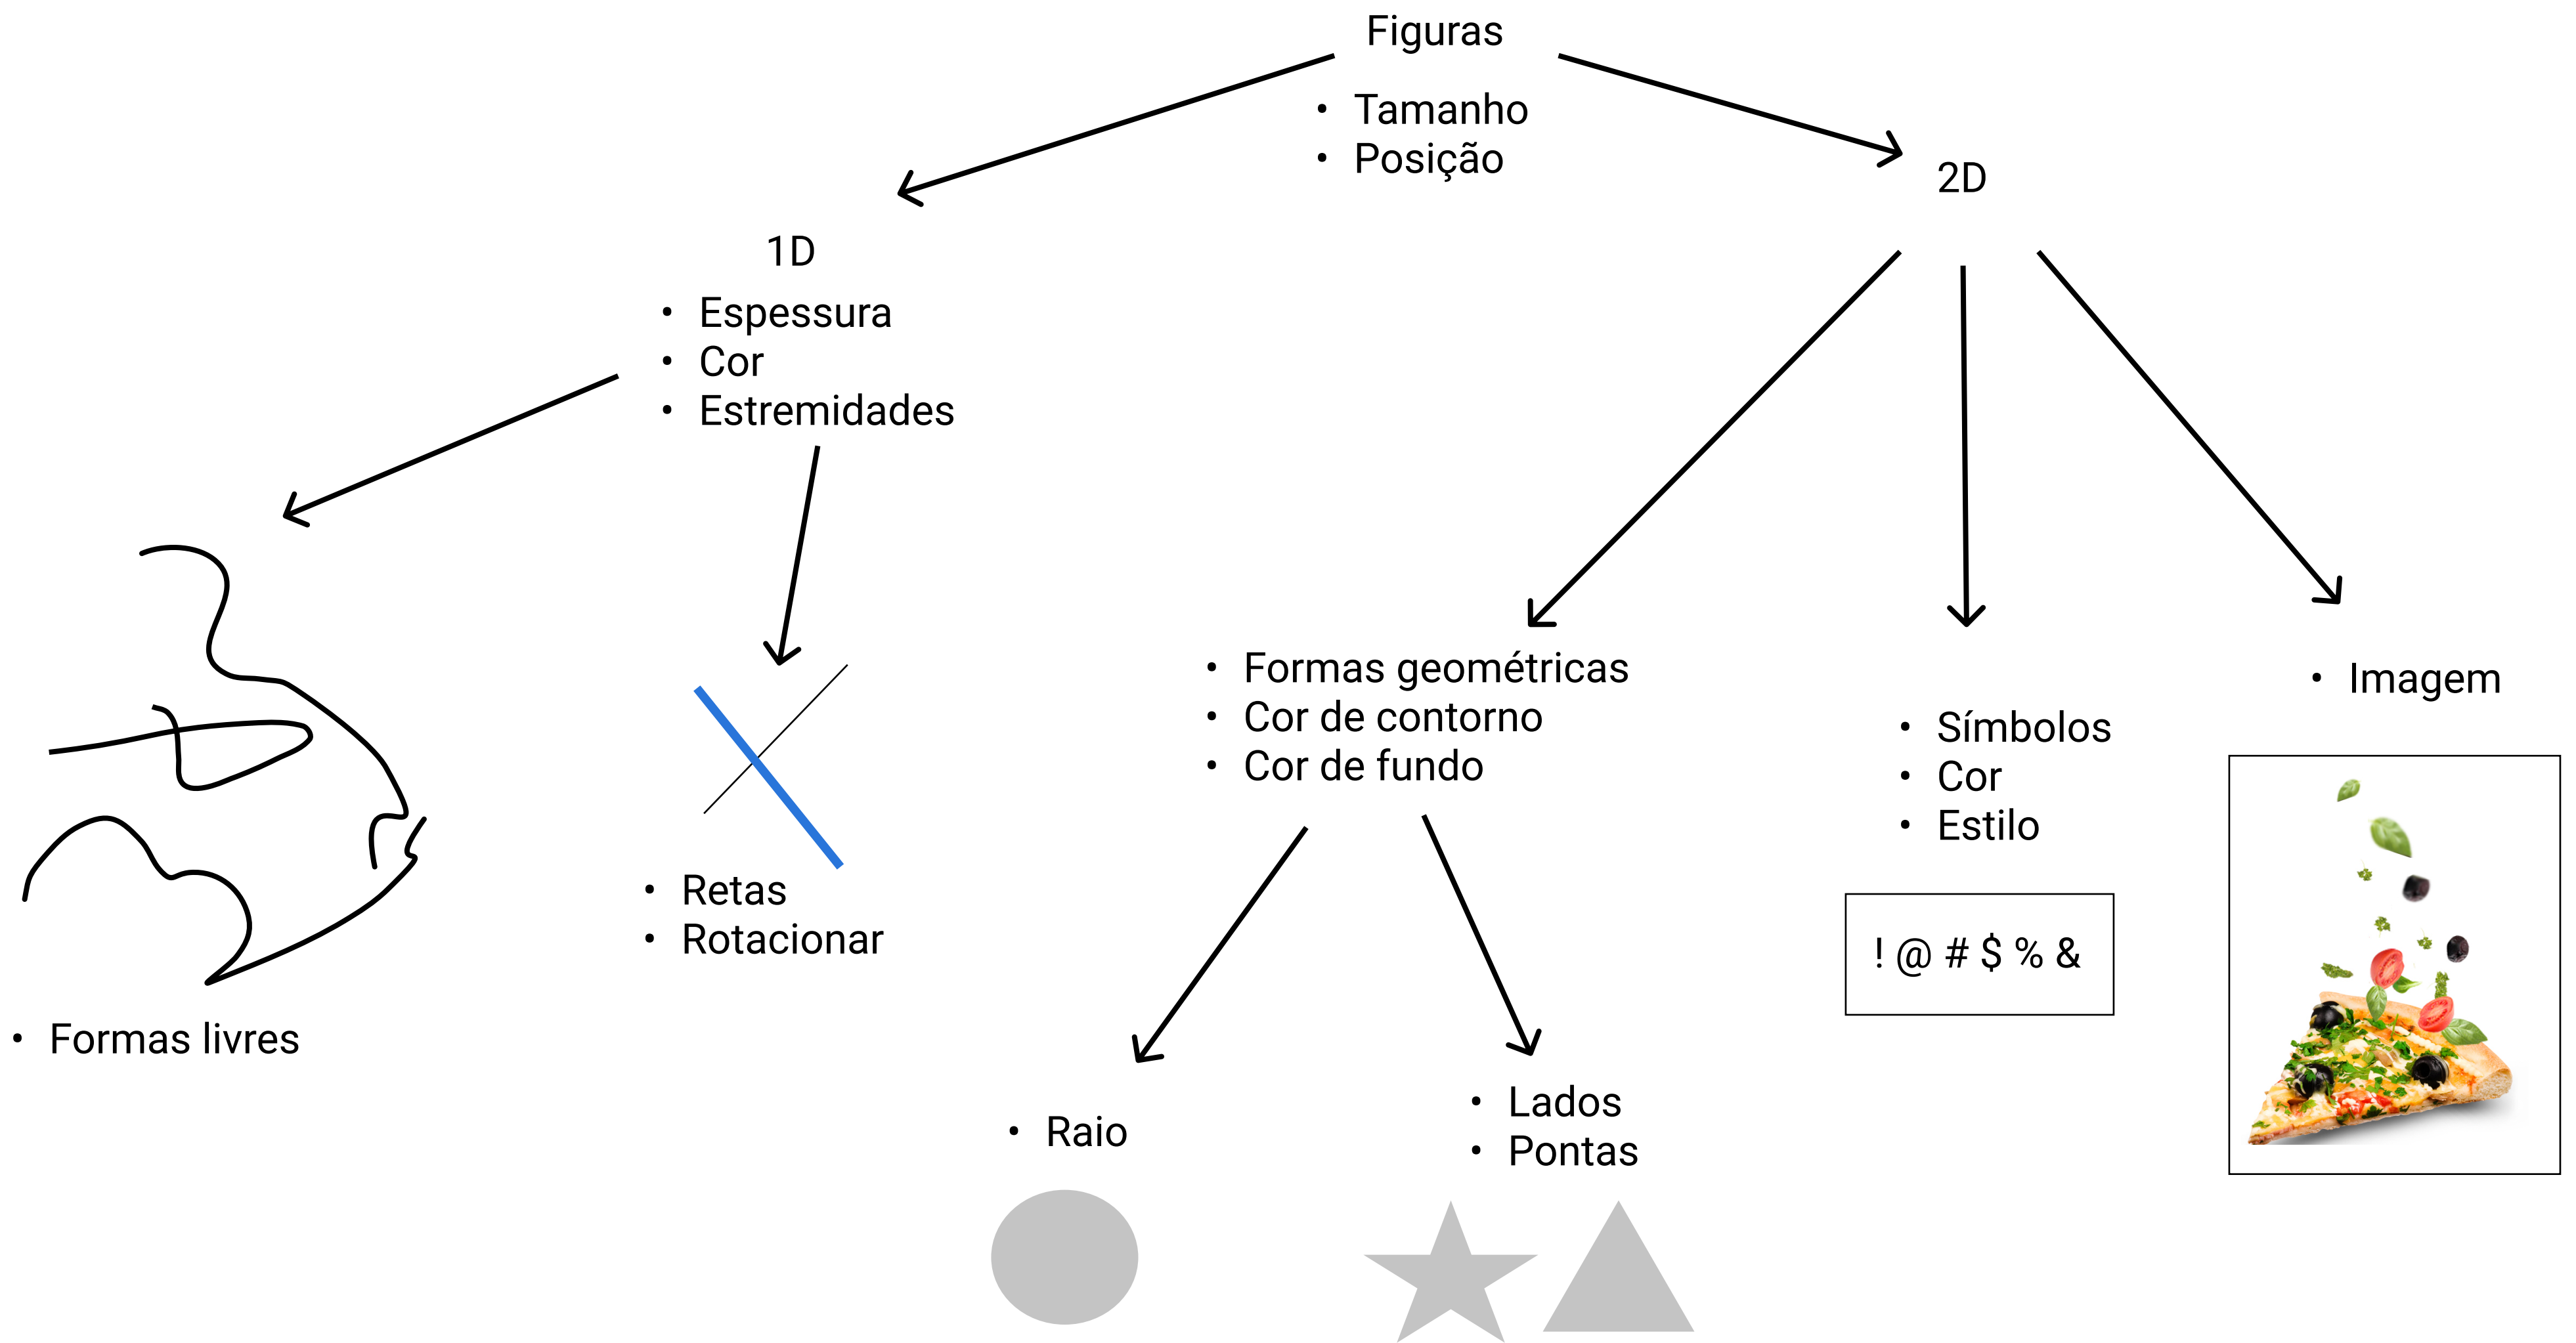 Figuras
• Tamanho
• Posição
1D
• Espessura
• Cor
• Estremidades
2D
• Formas livres
• Retas
• Rotacionar
• Formas geométricas
• Cor de contorno
• Cor de fundo
• Raio
• Lados
• Pontas
• Símbolos
• Cor
• Estilo
! @ # $ % &
• Imagem